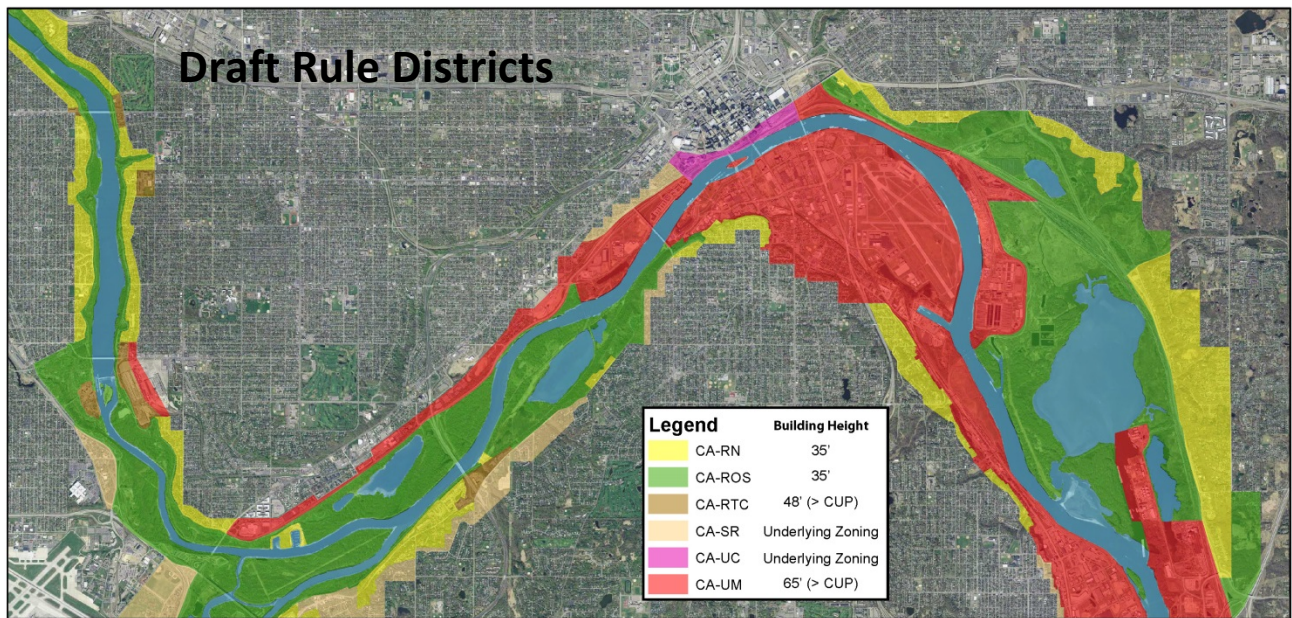 Draft Rule Districts
Legend Building Height
CA-RN 35'
CA-ROS 35'
CA-RTC 48' (> CUP)
CA-SR Underlying Zoning
CA-UC Underlying Zoning
CA-UM 65' (> CUP)